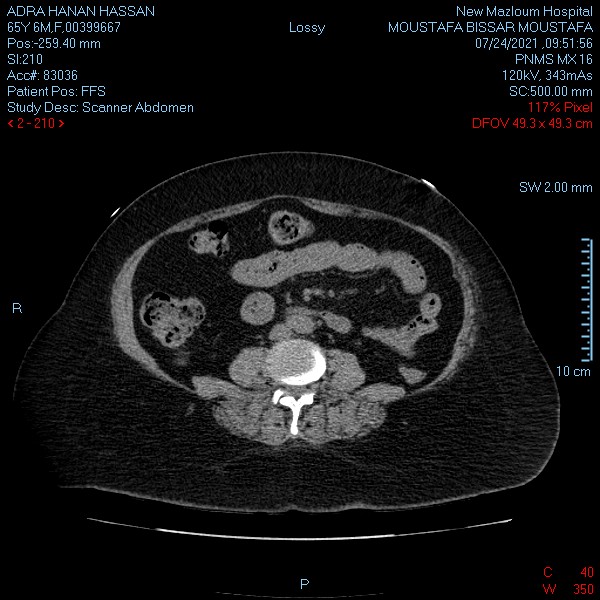 ADRA HANAN HASSAN
65Y 6M,F,00399667
Pos:-259.40 mm
SI:210
Acc#: 83036
Patient Pos: FFS
Study Desc: Scanner Abdomen
< 2 - 210 >
Lossy
New Mazloum Hospital
MOUSTAFA BISSAR MOUSTAFA
07/24/2021 ,09:51:56
PNMS MX 16
120kV, 343mAs
SC:500.00 mm
117% Pixel
DFOV 49.3 x 49.3 cm
SW 2.00 mm
R
10 cm
P
C 40
W 350